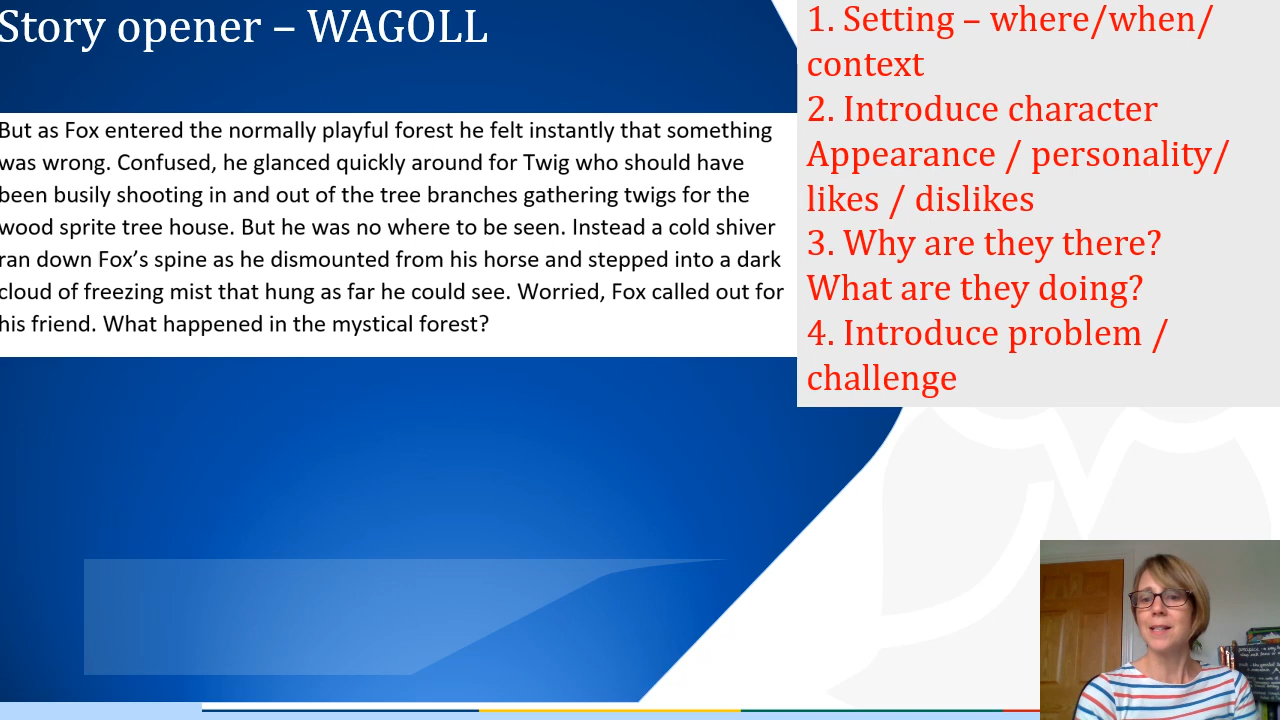 Story opener – WAGOLL
But as Fox entered the normally playful forest he felt instantly that something
was wrong. Confused, he glanced quickly around for Twig who should have
been busily shooting in and out of the tree branches gathering twigs for the
wood sprite tree house. But he was no where to be seen. Instead a cold shiver
ran down Fox’s spine as he dismounted from his horse and stepped into a dark
cloud of freezing mist that hung as far he could see. Worried, Fox called out for
his friend. What happened in the mystical forest?
1. Setting – where/when/
context
2. Introduce character
Appearance / personality/
likes / dislikes
3. Why are they there?
What are they doing?
4. Introduce problem /
challenge